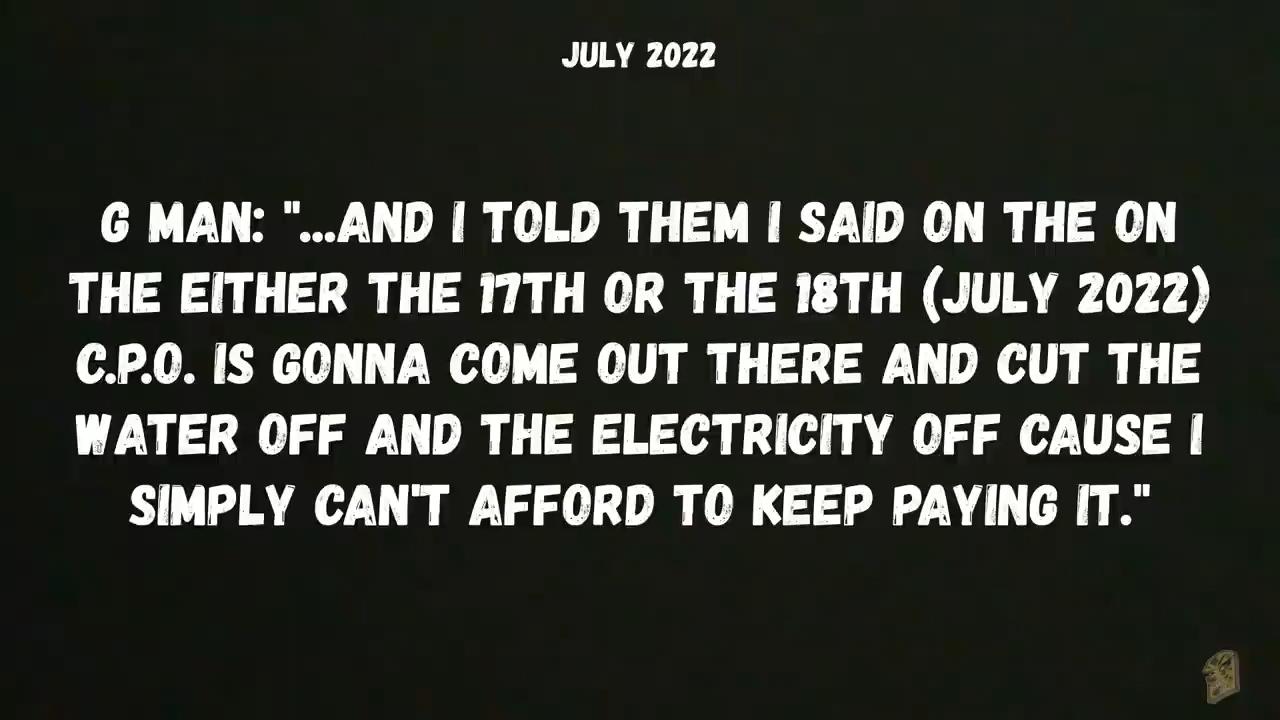 JULY 2022
G MAN: "...AND I TOLD THEM I SAID ON THE ON
THE EITHER THE 17TH OR THE 18TH (JULY 2022)
C.P.O. IS GONNA COME OUT THERE AND CUT THE
WATER OFF AND THE ELECTRICITY OFF CAUSE I
SIMPLY CAN'T AFFORD TO KEEP PAYING IT."